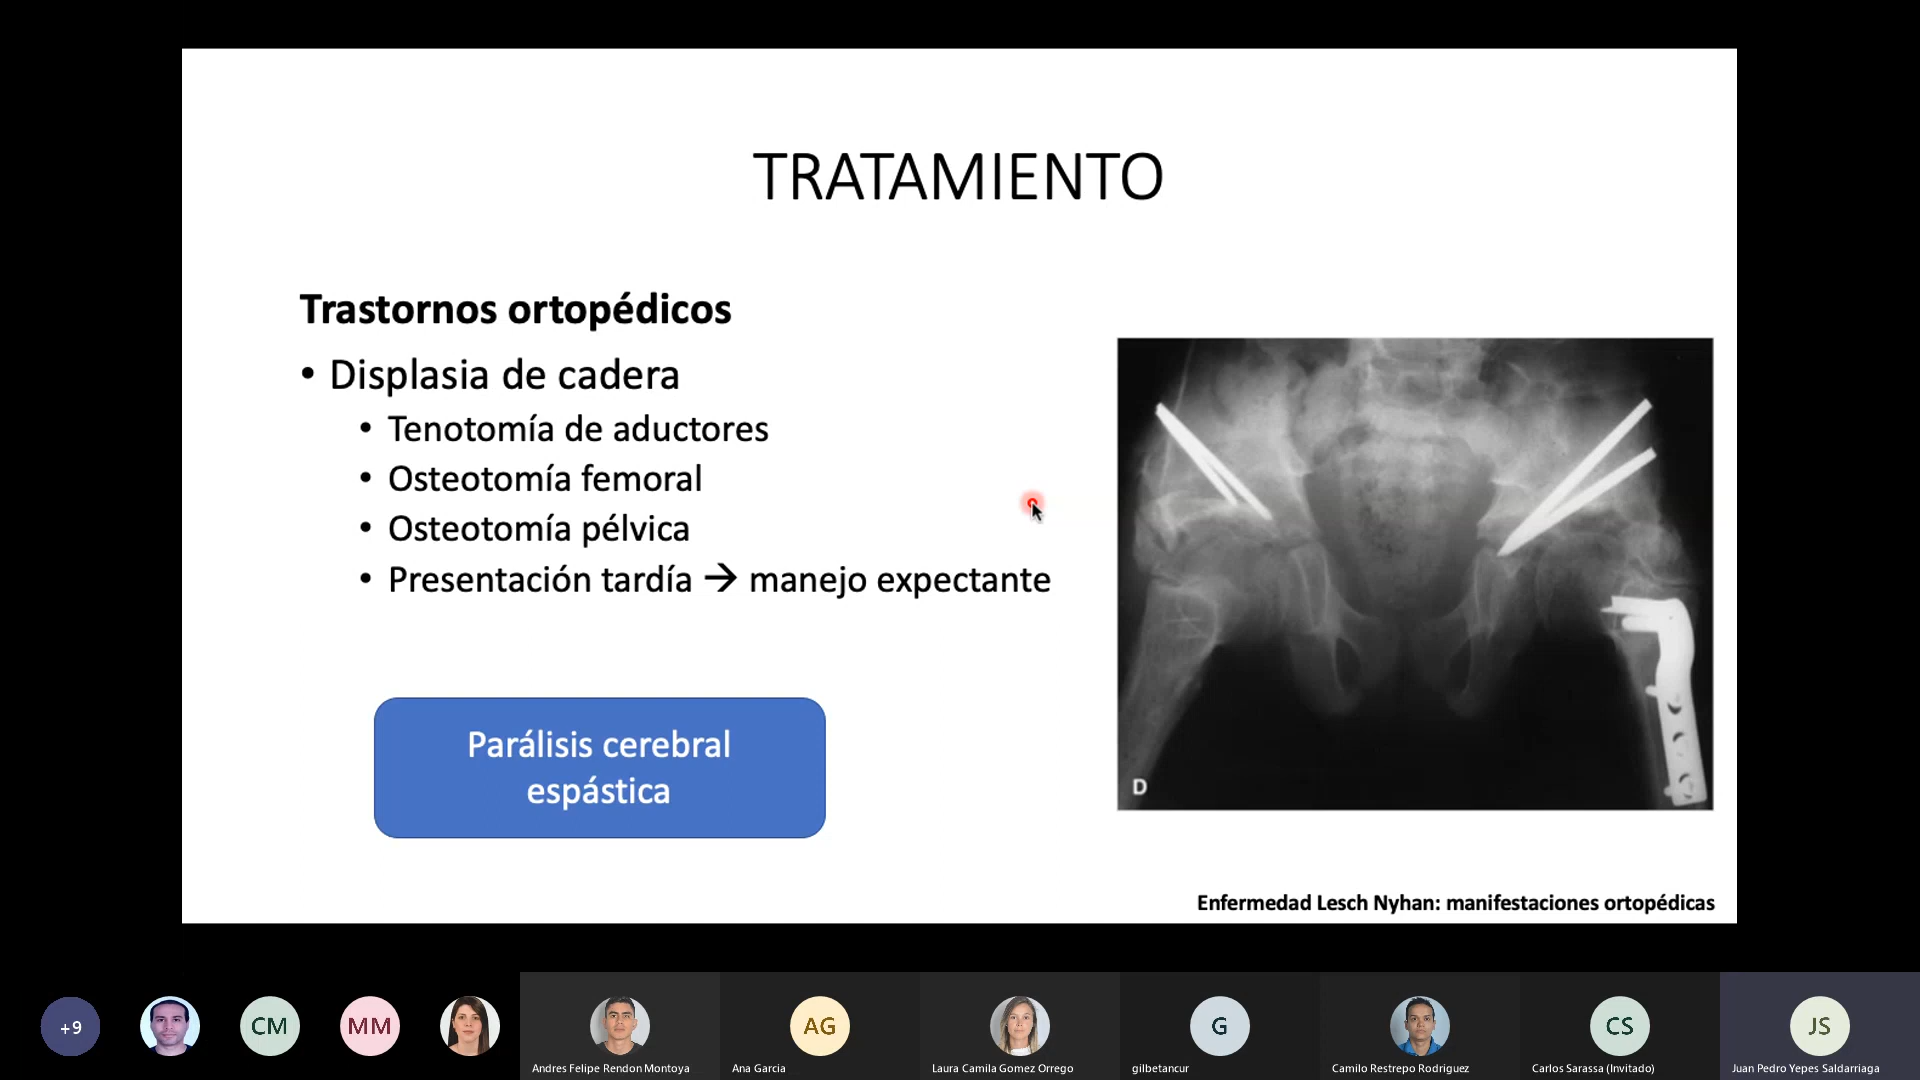 TRATAMIENTO
Trastornos ortopédicos
• Displasia de cadera
• Tenotomía de aductores
• Osteotomía femoral
• Osteotomía pélvica
• Presentación tardía → manejo expectante
Parálisis cerebral
espástica
D
Enfermedad Lesch Nyhan: manifestaciones ortopédicas
+9
CM
MM
AG
G
CS
JS
Andres Felipe Rendon Montoya
Ana Garcia
Laura Camila Gomez Orrego
gilbetancur
Camilo Restrepo Rodriguez
Carlos Sarassa (Invitado)
Juan Pedro Yepes Saldarriaga